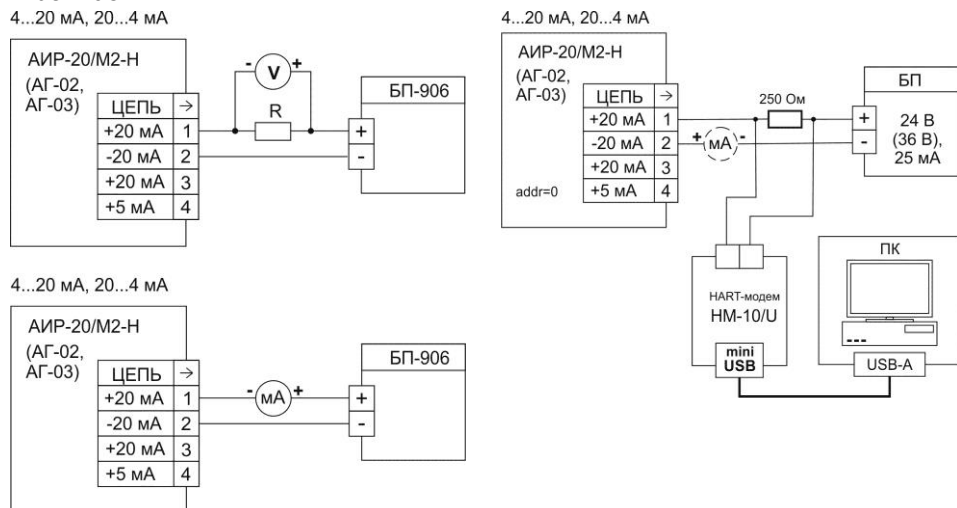 4...20 мА, 20...4 мА
АИР-20/М2-Н
(АГ-02,
АГ-03)
ЦЕПЬ →
+20 мА 1
-20 мА 2
+20 мА 3
+5 мА 4
- V +
R
БП-906
+
-
4...20 мА, 20...4 мА
АИР-20/М2-Н
(АГ-02,
АГ-03)
ЦЕПЬ →
+20 мА 1
-20 мА 2
+20 мА 3
+5 мА 4
addr=0
+ мА -
250 Ом
БП
+
-
24 В
(36 В),
25 мА
HART-модем
НМ-10/U
mini
USB
ПК
USB-A
4...20 мА, 20...4 мА
АИР-20/М2-Н
(АГ-02,
АГ-03)
ЦЕПЬ →
+20 мА 1
-20 мА 2
+20 мА 3
+5 мА 4
- мА +
БП-906
+
-